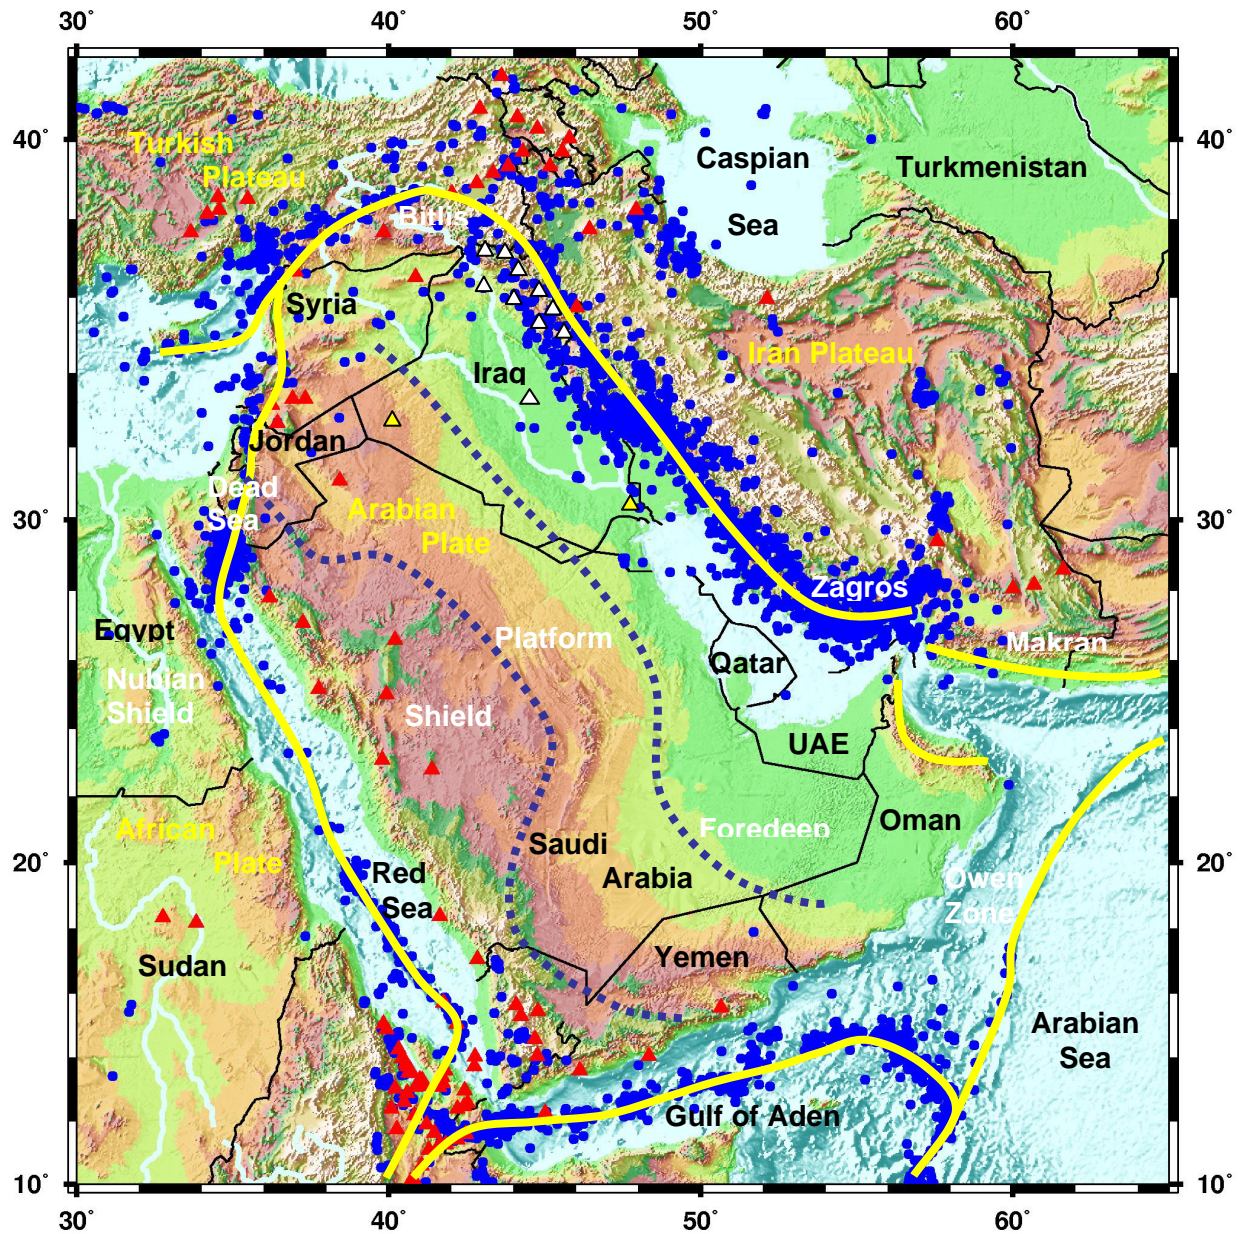 30° 40° 50° 60°
40° 40°
Turkish
Plateau
Caspian
Sea
Turkmenistan
Bitlis
Syria
Iraq
Iran Plateau
Jordan
Dead
Sea
Arabian
Plate
30° 30°
Zagros
Egypt
Platform
Makran
Qatar
Nubian
Shield
Shield
UAE
African
Plate
Saudi
Arabia
Foredeep
Oman
20° 20°
Red
Sea
Owen
Zone
Sudan
Yemen
Arabian
Sea
Gulf of Aden
10° 10°
30° 40° 50° 60°